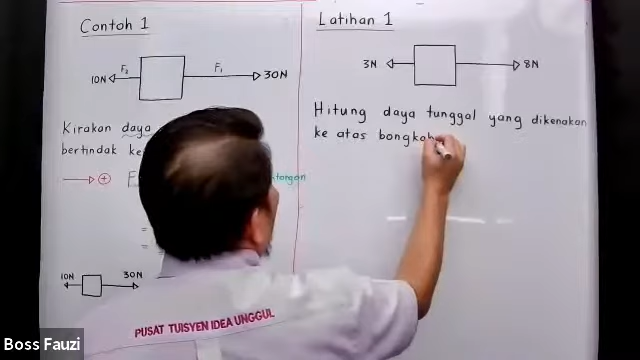 Contoh 1
10N
F₂
F₁
30N
Kirakan daya
bertindak ke
→ ⊕ F
tangan
=
=
10N
30N
Latihan 1
3N
8N
Hitung daya tunggal yang dikenakan
ke atas bongkah
PUSAT TUISYEN IDEA UNGGUL
Boss Fauzi